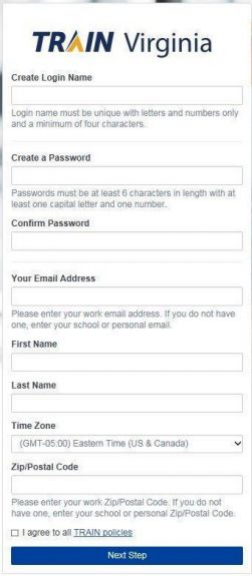 TRAIN Virginia
Create Login Name
Login name must be unique with letters and numbers only
and a minimum of four characters.
Create a Password
Passwords must be at least 6 characters in length with at
least one capital letter and one number.
Confirm Password
Your Email Address
Please enter your work email address. If you do not have
one, enter your school or personal email.
First Name
Last Name
Time Zone
(GMT-05:00) Eastern Time (US & Canada)
Zip/Postal Code
Please enter your work Zip/Postal Code. If you do not
have one, enter your school or personal Zip/Postal Code.
I agree to all TRAIN policies
Next Step